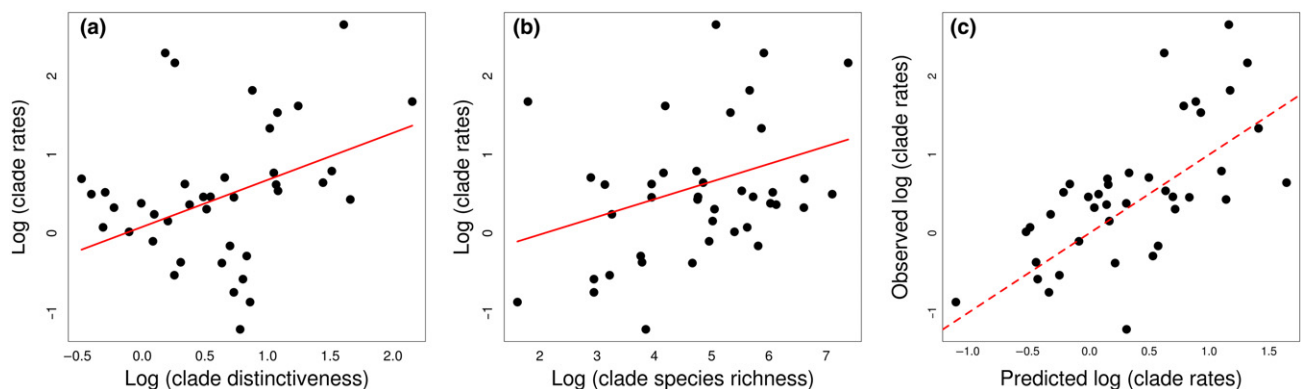 (a)
Log (clade rates)
2
1
0
−1
−0.5 0.0 0.5 1.0 1.5 2.0
Log (clade distinctiveness)
(b)
Log (clade rates)
2
1
0
−1
2 3 4 5 6 7
Log (clade species richness)
(c)
Observed log (clade rates)
2
1
0
−1
−1.0 −0.5 0.0 0.5 1.0 1.5
Predicted log (clade rates)